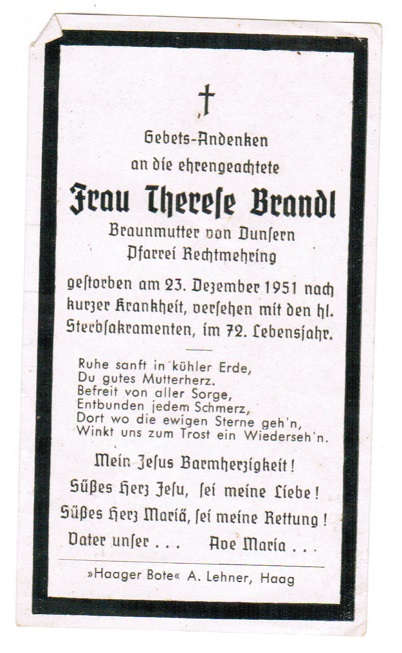 Gebets-Andenken
an die ehrengeachtete
Frau Therese Brandl
Braunmutter von Dunsern
Pfarrei Rechtmehring
gestorben am 23. Dezember 1951 nach
kurzer Krankheit, versehen mit den hl.
Sterbsakramenten, im 72. Lebensjahr.
Ruhe sanft in kühler Erde,
Du gutes Mutterherz.
Befreit von aller Sorge,
Entbunden jedem Schmerz,
Dort wo die ewigen Sterne geh'n,
Winkt uns zum Trost ein Wiederseh'n.
Mein Jesus Barmherzigkeit!
Süßes Herz Jesu, sei meine Liebe!
Süßes Herz Mariä, sei meine Rettung!
Vater unser . . . Ave Maria . . .
»Haager Bote« A. Lehner, Haag